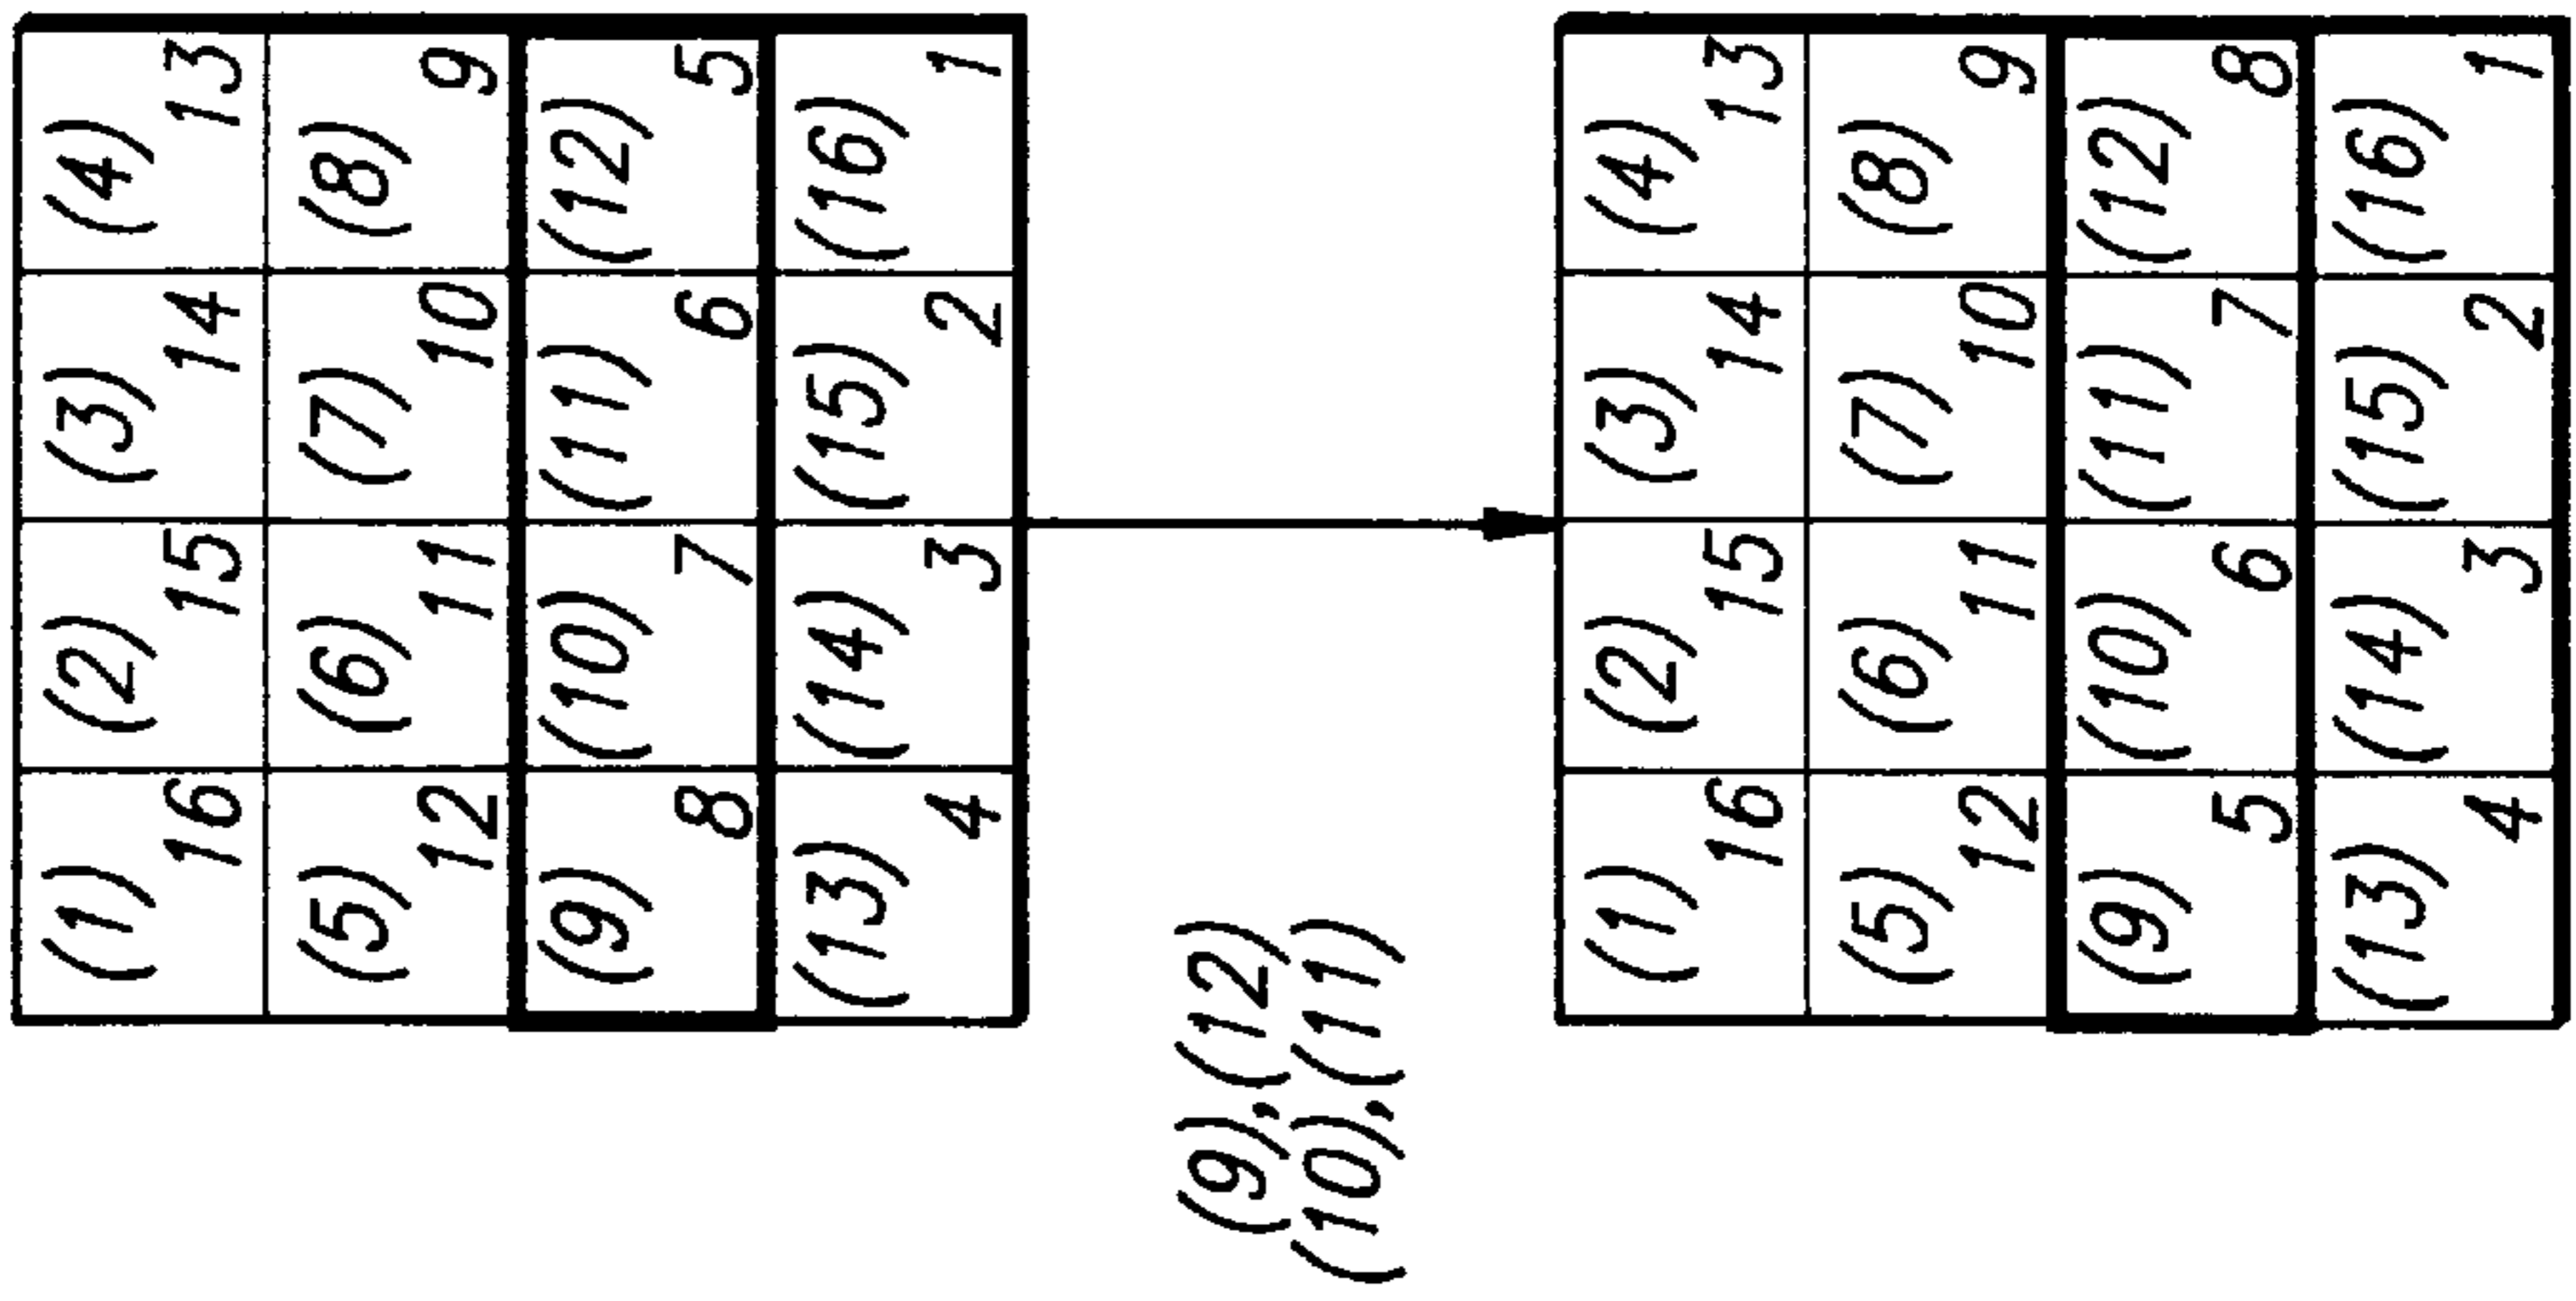 (1) (2) (3) (4)
16 15 14 13
(5) (6) (7) (8)
12 11 10 9
(9) (10) (11) (12)
8 7 6 5
(13) (14) (15) (16)
4 3 2 1
(9),(12)
(10),(11)
(1) (2) (3) (4)
16 15 14 13
(5) (6) (7) (8)
12 11 10 9
(9) (10) (11) (12)
5 6 7 8
(13) (14) (15) (16)
4 3 2 1